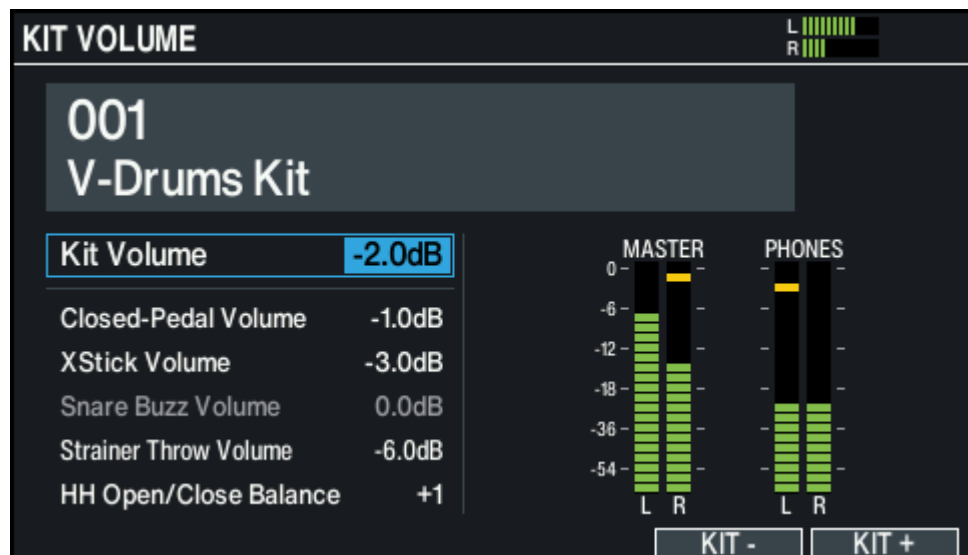 KIT VOLUME
L
R
001
V-Drums Kit
Kit Volume -2.0dB
Closed-Pedal Volume -1.0dB
XStick Volume -3.0dB
Snare Buzz Volume 0.0dB
Strainer Throw Volume -6.0dB
HH Open/Close Balance +1
MASTER PHONES
0
-6
-12
-18
-36
-54
L R L R
KIT - KIT +